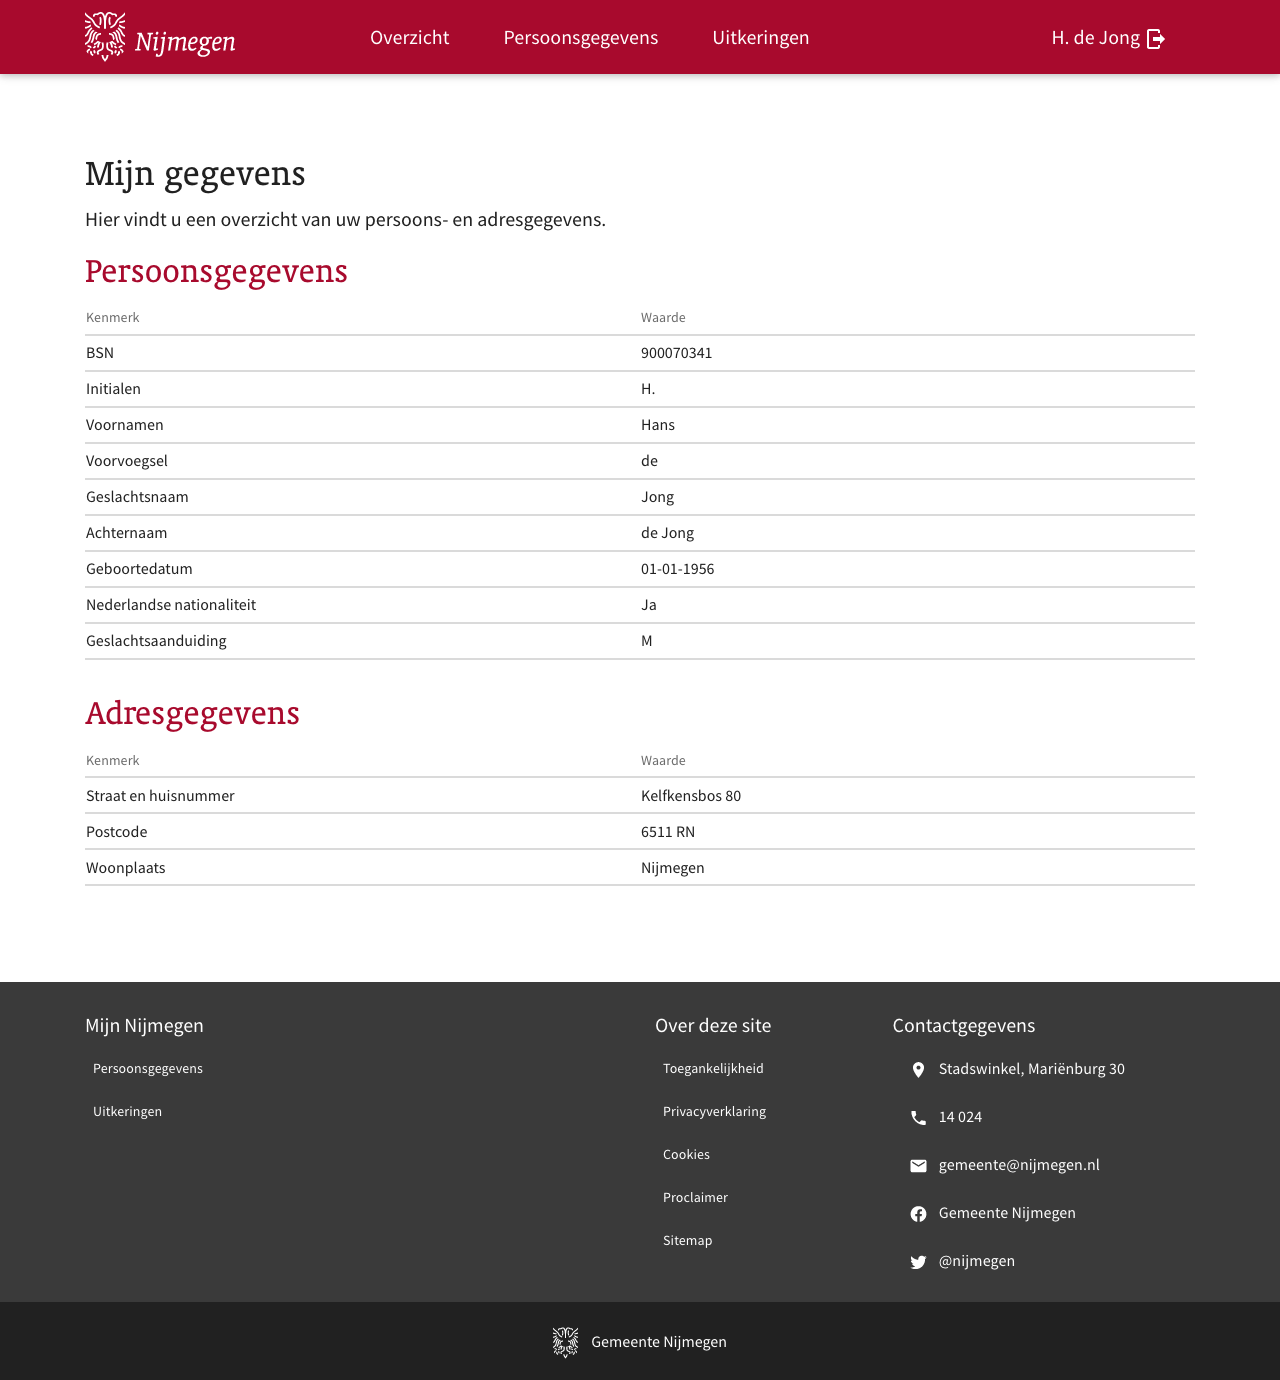 Nijmegen
Overzicht Persoonsgegevens Uitkeringen H. de Jong
Mijn gegevens
Hier vindt u een overzicht van uw persoons- en adresgegevens.
Persoonsgegevens
Kenmerk Waarde
BSN 900070341
Initialen H.
Voornamen Hans
Voorvoegsel de
Geslachtsnaam Jong
Achternaam de Jong
Geboortedatum 01-01-1956
Nederlandse nationaliteit Ja
Geslachtsaanduiding M
Adresgegevens
Kenmerk Waarde
Straat en huisnummer Kelfkensbos 80
Postcode 6511 RN
Woonplaats Nijmegen
Mijn Nijmegen
Persoonsgegevens
Uitkeringen
Over deze site
Toegankelijkheid
Privacyverklaring
Cookies
Proclaimer
Sitemap
Contactgegevens
Stadswinkel, Mariënburg 30
14 024
gemeente@nijmegen.nl
Gemeente Nijmegen
@nijmegen
Gemeente Nijmegen